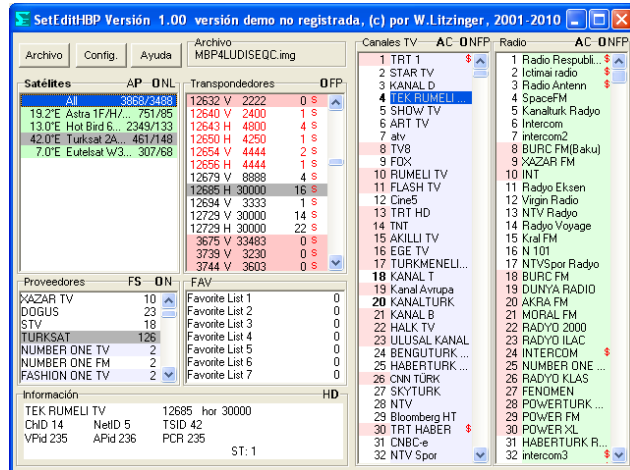 SetEditHBP Versión 1.00 versión demo no registrada, (c) por W.Litzinger, 2001-2010
Archivo Config. Ayuda
Archivo
MBP4LUDISEQC.img
Satélites AP ONL
All 3868/3488
19.2°E Astra 1F/H/... 751/85
13.0°E Hot Bird 6... 2349/133
42.0°E Turksat 2A... 461/148
7.0°E Eutelsat W3... 307/68
Transpondedores OFP
12632 V 2222 0 S
12640 V 2400 1 S
12643 H 4800 4 S
12650 H 4250 1 S
12654 V 4444 2 S
12656 H 4444 1 S
12679 V 8888 4 S
12685 H 30000 16 S
12694 V 3333 1 S
12729 V 30000 14 S
12729 H 30000 22 S
3675 V 33483 0 S
3739 V 3230 0 S
3744 V 3603 0 S
Proveedores FS ON
XAZAR TV 10
DOGUS 23
STV 18
TURKSAT 126
NUMBER ONE TV 2
NUMBER ONE FM 2
FASHION ONE TV 2
FAV
Favorite List 1 0
Favorite List 2 0
Favorite List 3 0
Favorite List 4 0
Favorite List 5 0
Favorite List 6 0
Favorite List 7 0
Información HD-
TEK RUMELI TV 12685 hor 30000
ChID 14 NetID 5 TSID 42
VPid 235 APid 236 PCR 235
ST: 1
Canales TV AC ONFP
1 TRT 1 $
2 STAR TV
3 KANAL D
4 TEK RUMELI ...
5 SHOW TV
6 ART TV
7 atv
8 TV8
9 FOX
10 RUMELI TV
11 FLASH TV
12 Cine5
13 TRT HD
14 TNT
15 AKILLI TV
16 EGE TV
17 TURKMENELI...
18 KANAL T
19 Kanal Avrupa
20 KANALTURK
21 KANAL B
22 HALK TV
23 ULUSAL KANAL
24 BENGUTURK ...
25 HABERTURK ...
26 CNN TÜRK
27 SKYTURK
28 NTV
29 Bloomberg HT
30 TRT HABER $
31 CNBC-e
32 NTV Spor
Radio AC ONFP
1 Radio Respubli... $
2 Ictimai radio $
3 Radio Antenn $
4 SpaceFM
5 Kanalturk Radyo
6 Intercom
7 intercom2
8 BURC FM(Baku)
9 XAZAR FM
10 INT
11 Radyo Eksen
12 Virgin Radio
13 NTV Radyo
14 Radyo Voyage
15 Kral FM
16 N 101
17 NTVSpor Radyo
18 BURC FM
19 DUNYA RADIO
20 AKRA FM
21 MORAL FM
22 RADYO 2000
23 RADYO ILAC
24 INTERCOM $
25 NUMBER ONE ...
26 RADYO KLAS
27 FENOMEN
28 POWERTURK ...
29 POWER FM
30 POWER XL
31 HABERTURK R...
32 intercom3 $